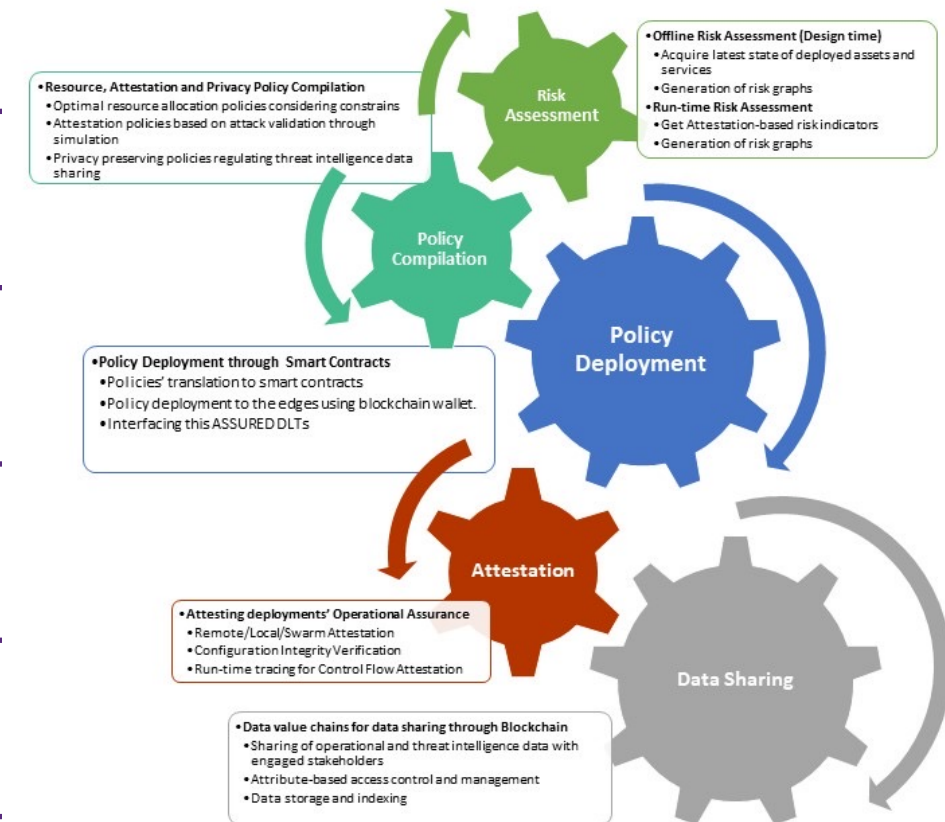 •Offline Risk Assessment (Design time)
•Acquire latest state of deployed assets and
services
•Generation of risk graphs
•Run-time Risk Assessment
•Get Attestation-based risk indicators
•Generation of risk graphs
Risk
Assessment
•Resource, Attestation and Privacy Policy Compilation
•Optimal resource allocation policies considering constrains
•Attestation policies based on attack validation through
simulation
•Privacy preserving policies regulating threat intelligence data
sharing
Policy
Compilation
Policy
Deployment
•Policy Deployment through Smart Contracts
•Policies' translation to smart contracts
•Policy deployment to the edges using blockchain wallet.
•Interfacing this ASSURED DLTs
Attestation
•Attesting deployments' Operational Assurance
•Remote/Local/Swarm Attestation
•Configuration Integrity Verification
•Run-time tracing for Control Flow Attestation
Data Sharing
•Data value chains for data sharing through Blockchain
•Sharing of operational and threat intelligence data with
engaged stakeholders
•Attribute-based access control and management
•Data storage and indexing